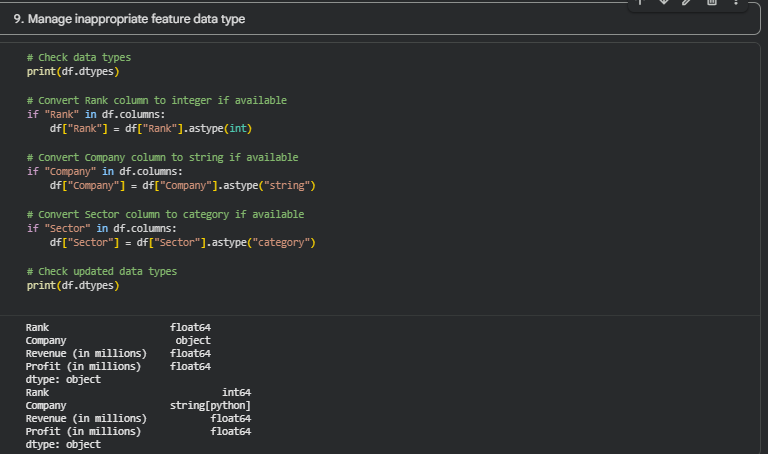 9. Manage inappropriate feature data type
# Check data types
print(df.dtypes)
# Convert Rank column to integer if available
if "Rank" in df.columns:
    df["Rank"] = df["Rank"].astype(int)
# Convert Company column to string if available
if "Company" in df.columns:
    df["Company"] = df["Company"].astype("string")
# Convert Sector column to category if available
if "Sector" in df.columns:
    df["Sector"] = df["Sector"].astype("category")
# Check updated data types
print(df.dtypes)
Rank                     float64
Company                   object
Revenue (in millions)    float64
Profit (in millions)     float64
dtype: object
Rank                              int64
Company                  string[python]
Revenue (in millions)           float64
Profit (in millions)            float64
dtype: object